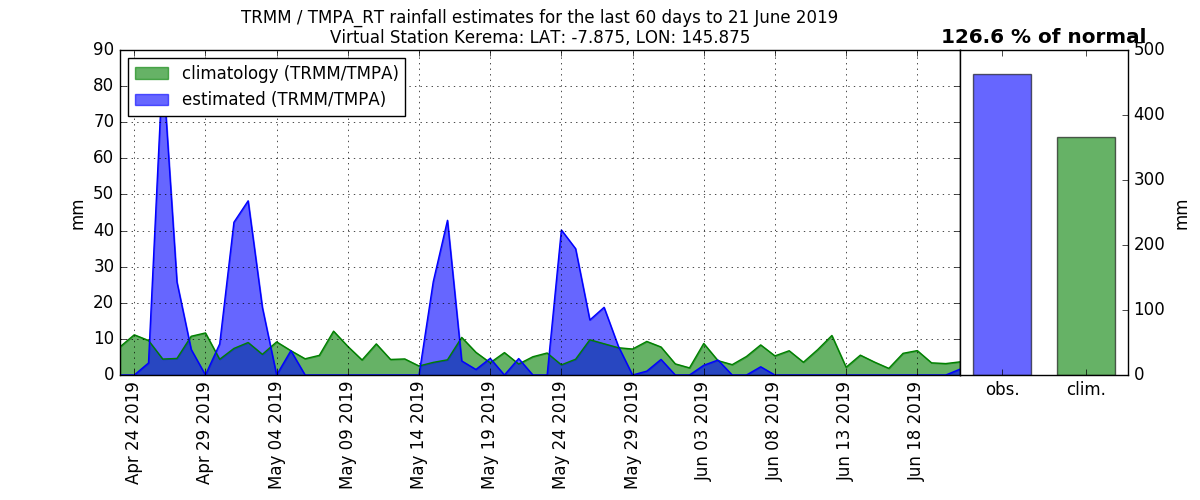 TRMM / TMPA_RT rainfall estimates for the last 60 days to 21 June 2019
Virtual Station Kerema: LAT: -7.875, LON: 145.875
126.6 % of normal
climatology (TRMM/TMPA)
estimated (TRMM/TMPA)
90
80
70
60
50
40
30
20
10
0
mm
Apr 24 2019
Apr 29 2019
May 04 2019
May 09 2019
May 14 2019
May 19 2019
May 24 2019
May 29 2019
Jun 03 2019
Jun 08 2019
Jun 13 2019
Jun 18 2019
obs.
clim.
500
400
300
200
100
0
mm